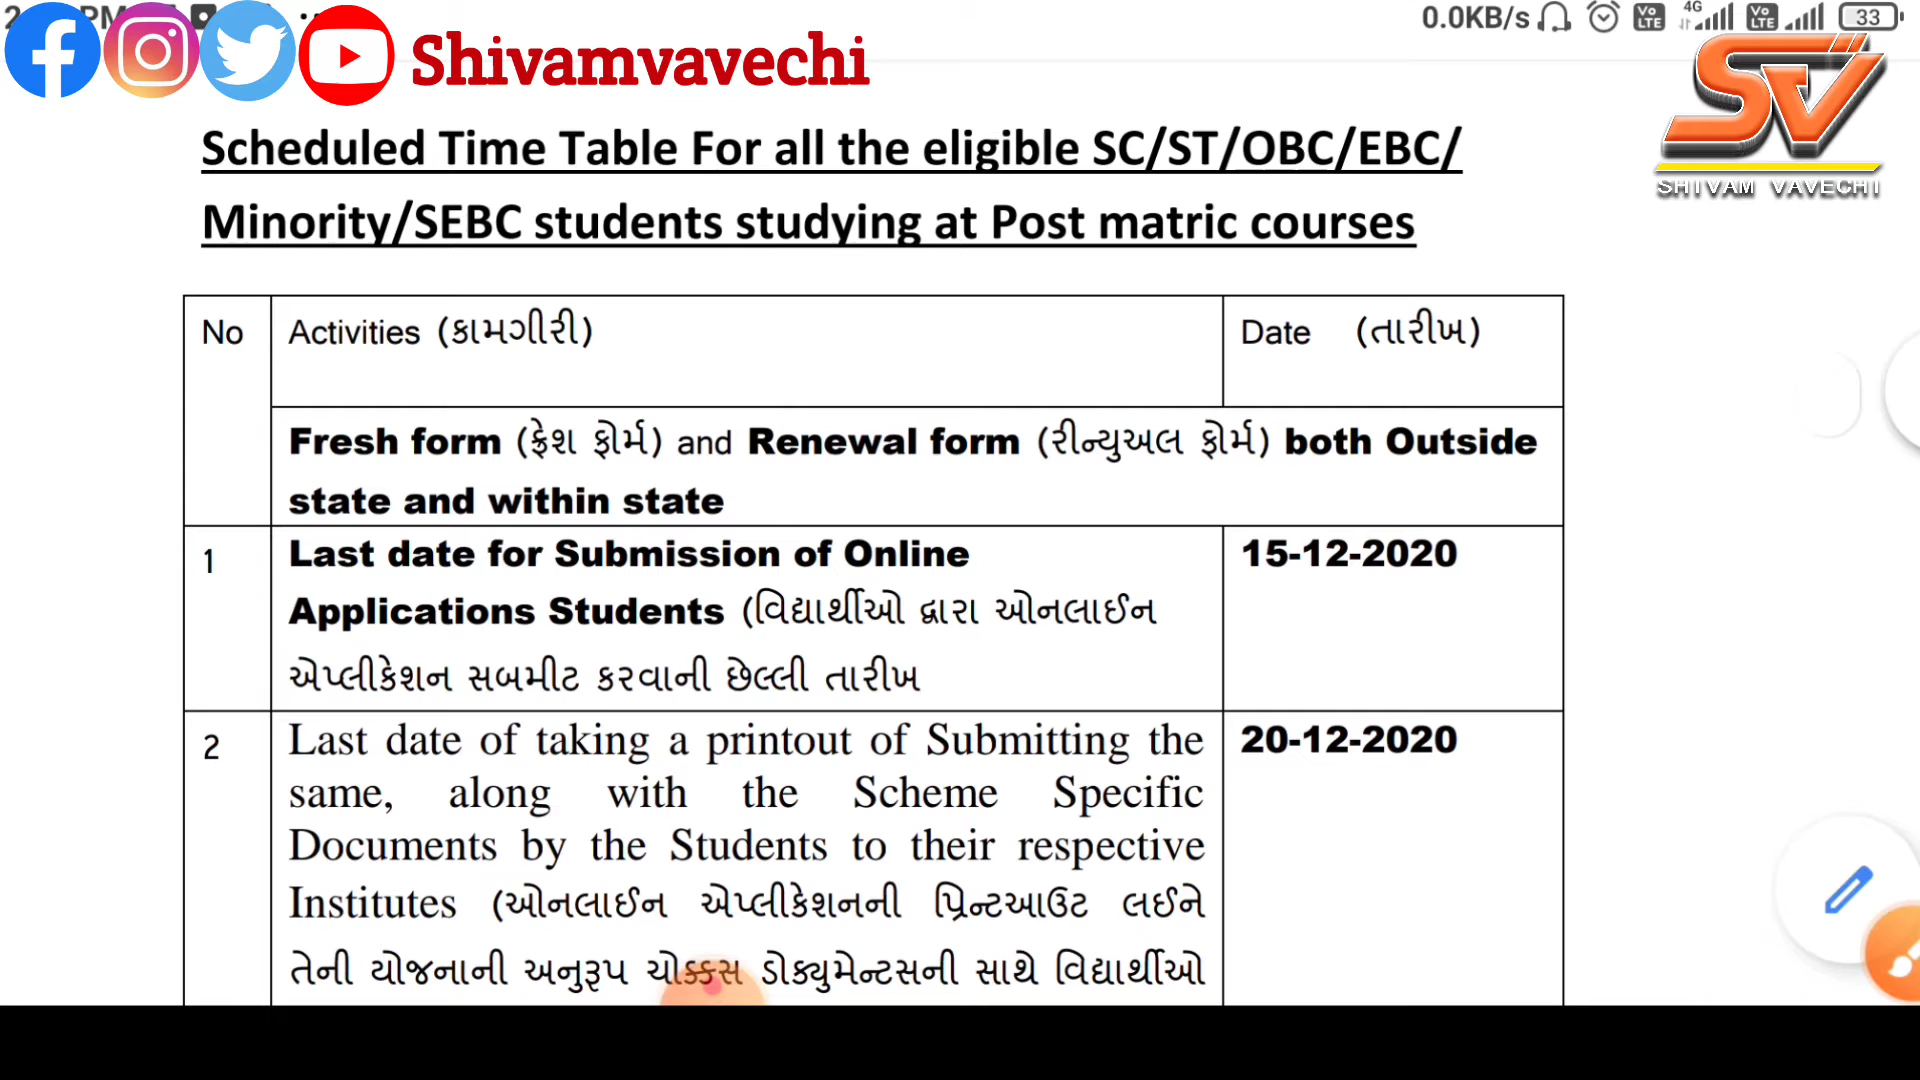 0.0KB/s 4G 33
Shivamvavechi
SHIVAM VAVECHI
Scheduled Time Table For all the eligible SC/ST/OBC/EBC/
Minority/SEBC students studying at Post matric courses
No Activities (કામગીરી) Date (તારીખ)
Fresh form (ફ્રેશ ફોર્મ) and Renewal form (રીન્યુઅલ ફોર્મ) both Outside
state and within state
1 Last date for Submission of Online 15-12-2020
Applications Students (વિદ્યાર્થીઓ દ્વારા ઓનલાઈન
એપ્લીકેશન સબમીટ કરવાની છેલ્લી તારીખ
2 Last date of taking a printout of Submitting the 20-12-2020
same, along with the Scheme Specific
Documents by the Students to their respective
Institutes (ઓનલાઈન એપ્લીકેશનની પ્રિન્ટઆઉટ લઈને
તેની યોજનાની અનુરૂપ ચોક્કસ ડોક્યુમેન્ટસની સાથે વિદ્યાર્થીઓ